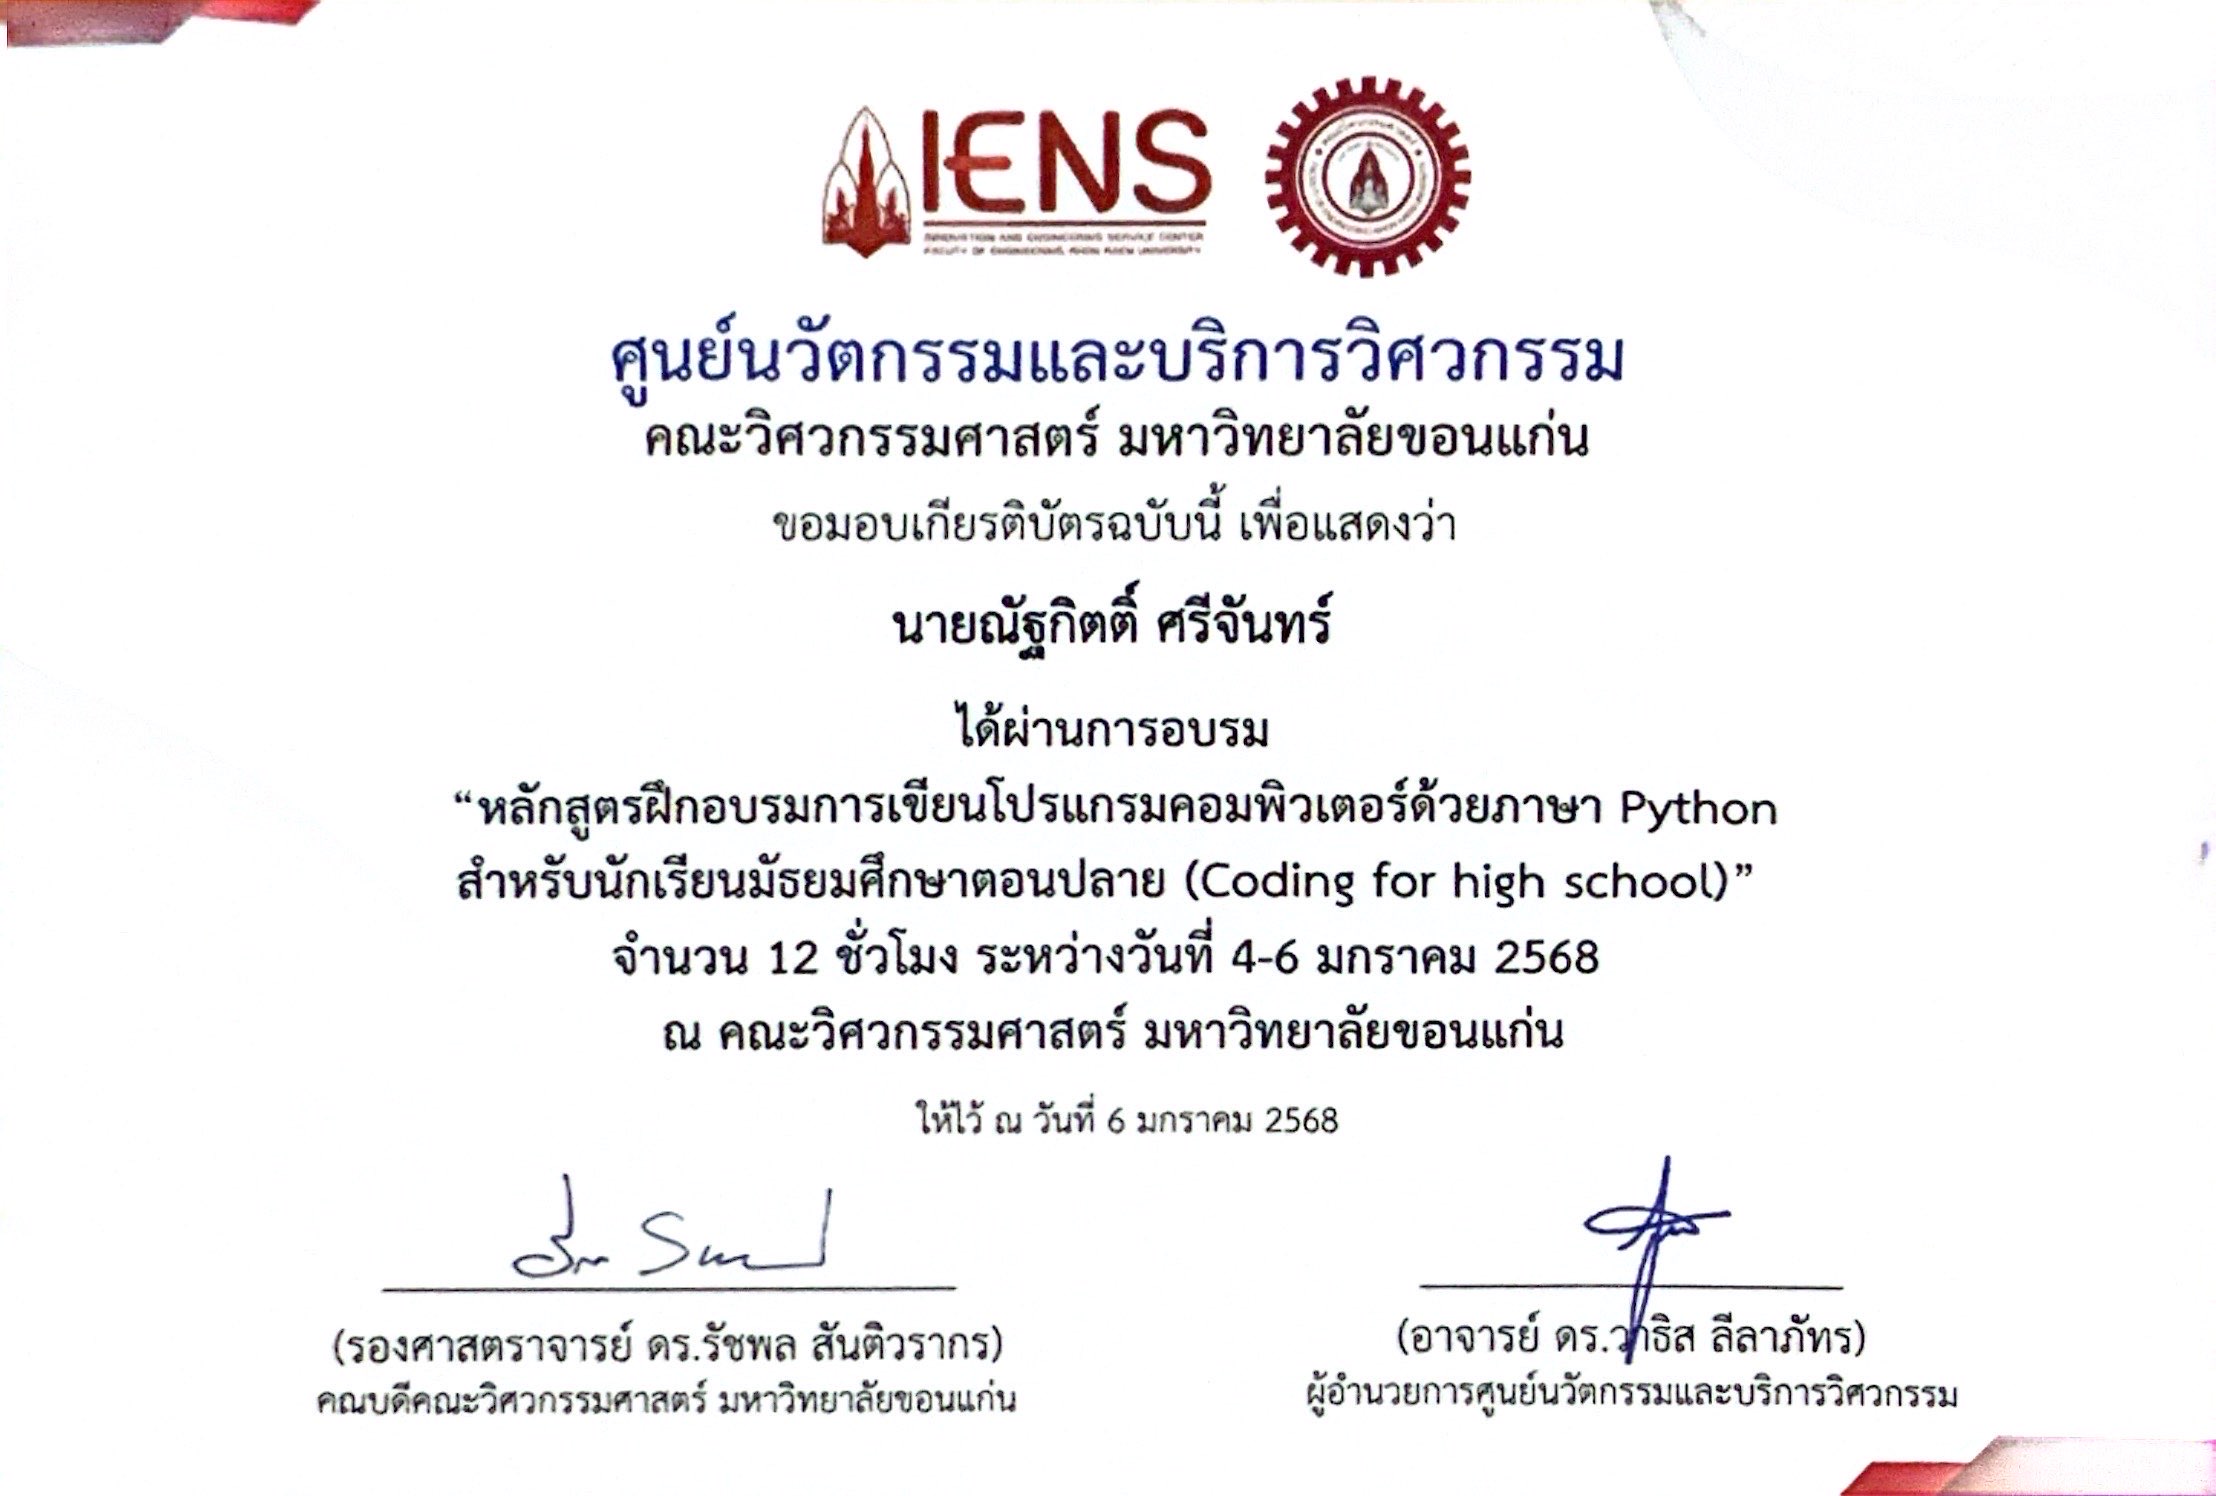 IENS
INNOVATION AND ENGINEERING SERVICE CENTER
FACULTY OF ENGINEERING, KHON KAEN UNIVERSITY
ศูนย์นวัตกรรมและบริการวิศวกรรม
คณะวิศวกรรมศาสตร์ มหาวิทยาลัยขอนแก่น
ขอมอบเกียรติบัตรฉบับนี้ เพื่อแสดงว่า
นายณัฐกิตติ์ ศรีจันทร์
ได้ผ่านการอบรม
“หลักสูตรฝึกอบรมการเขียนโปรแกรมคอมพิวเตอร์ด้วยภาษา Python
สำหรับนักเรียนมัธยมศึกษาตอนปลาย (Coding for high school)”
จำนวน 12 ชั่วโมง ระหว่างวันที่ 4-6 มกราคม 2568
ณ คณะวิศวกรรมศาสตร์ มหาวิทยาลัยขอนแก่น
ให้ไว้ ณ วันที่ 6 มกราคม 2568
(รองศาสตราจารย์ ดร.รัชพล สันติวรากร)
คณบดีคณะวิศวกรรมศาสตร์ มหาวิทยาลัยขอนแก่น
(อาจารย์ ดร.วาธิส ลีลาภัทร)
ผู้อำนวยการศูนย์นวัตกรรมและบริการวิศวกรรม